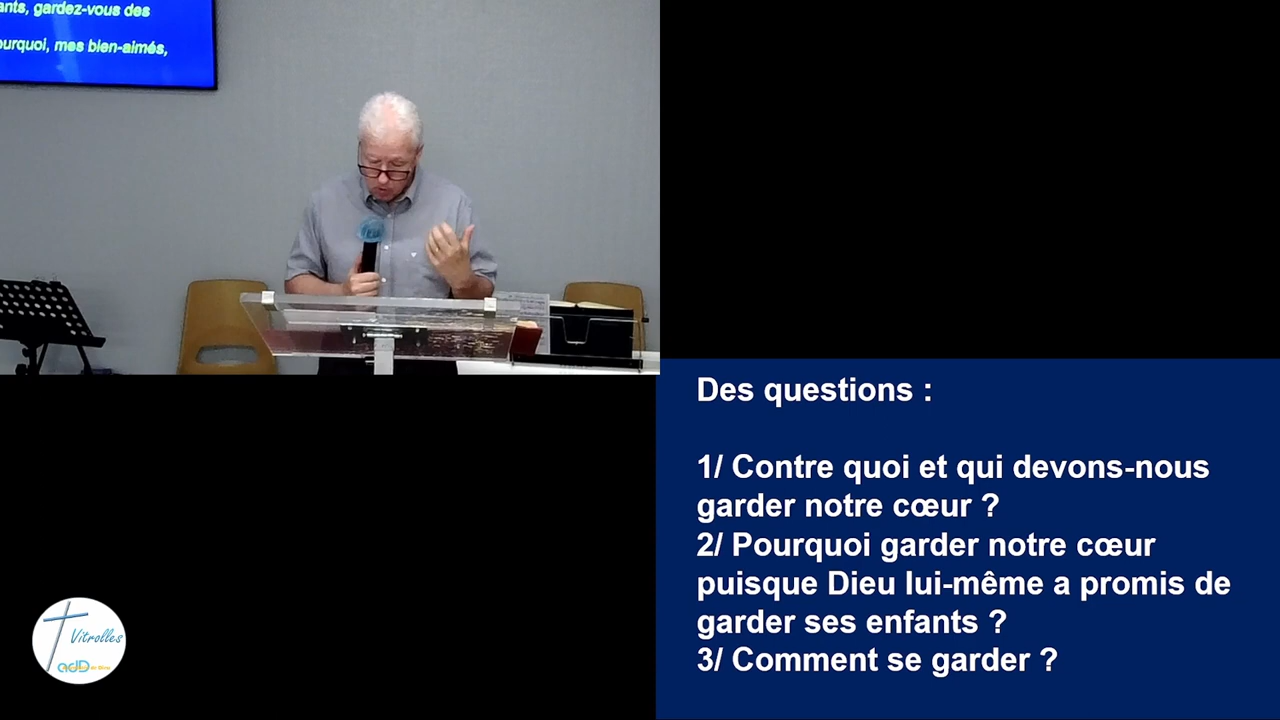 ants, gardez-vous des
ourquoi, mes bien-aimés,
Des questions :
1/ Contre quoi et qui devons-nous
garder notre cœur ?
2/ Pourquoi garder notre cœur
puisque Dieu lui-même a promis de
garder ses enfants ?
3/ Comment se garder ?
Vitrolles
adD